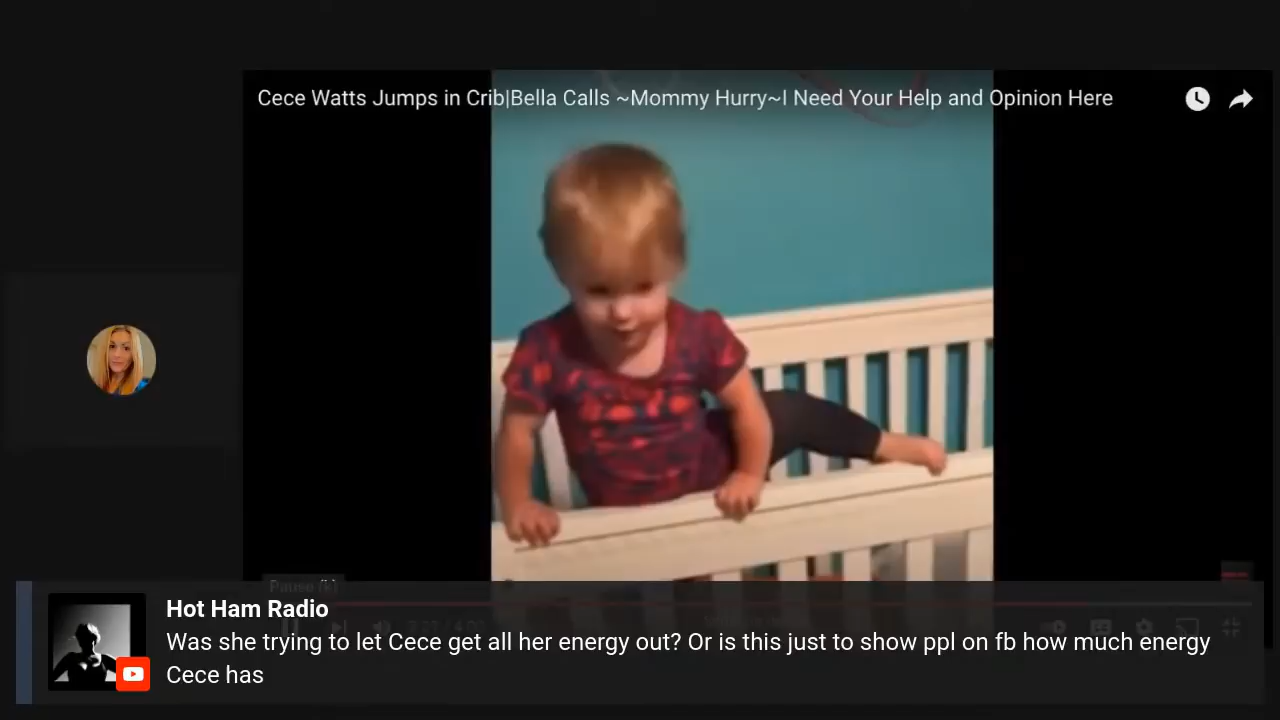 Cece Watts Jumps in Crib|Bella Calls ~Mommy Hurry~I Need Your Help and Opinion Here
Pause (k)
Hot Ham Radio
Was she trying to let Cece get all her energy out? Or is this just to show ppl on fb how much energy
Cece has